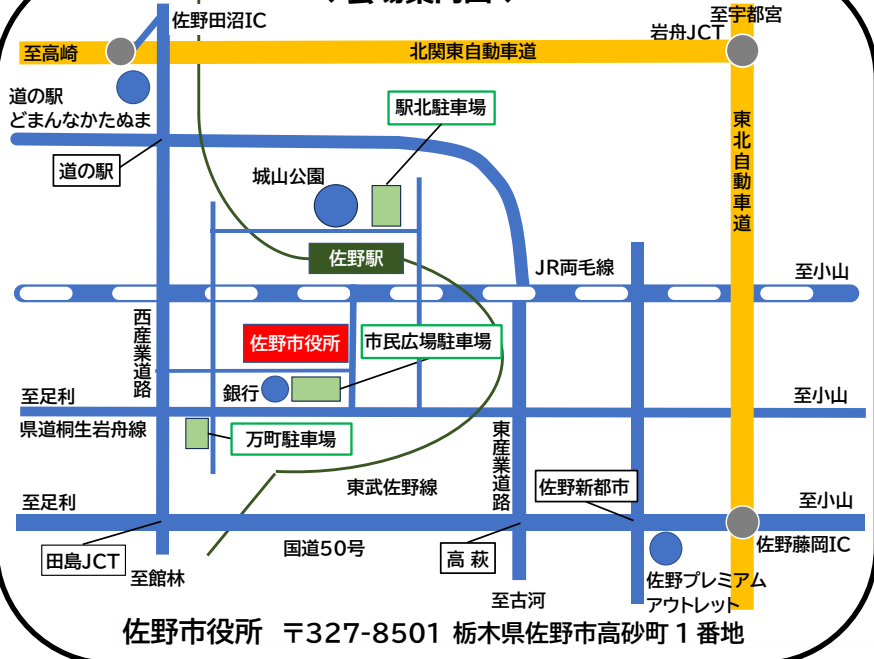 会場案内図
佐野田沼IC
至宇都宮
岩舟JCT
至高崎
北関東自動車道
道の駅
どまんなかたぬま
駅北駐車場
東北自動車道
道の駅
城山公園
佐野駅
JR両毛線
至小山
西産業道路
佐野市役所
市民広場駐車場
銀行
至足利
至小山
県道桐生岩舟線
万町駐車場
東産業道路
東武佐野線
佐野新都市
至足利
至小山
田島JCT
国道50号
高萩
佐野藤岡IC
至館林
佐野プレミアム
アウトレット
至古河
佐野市役所 〒327-8501 栃木県佐野市高砂町1番地